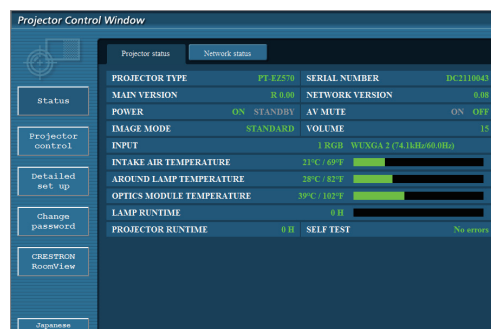 Projector Control Window
Projector status Network status
PROJECTOR TYPE PT-EZ570 SERIAL NUMBER DC2110043
MAIN VERSION R 0.00 NETWORK VERSION 0.08
POWER ON STANDBY AV MUTE ON OFF
IMAGE MODE STANDARD VOLUME 15
INPUT 1 RGB WUXGA 2 (74.1kHz/60.0Hz)
INTAKE AIR TEMPERATURE 21°C / 69°F
AROUND LAMP TEMPERATURE 28°C / 82°F
OPTICS MODULE TEMPERATURE 39°C / 102°F
LAMP RUNTIME 0 H
PROJECTOR RUNTIME 0 H SELF TEST No errors
Status
Projector
control
Detailed
set up
Change
password
CRESTRON
RoomView
Japanese